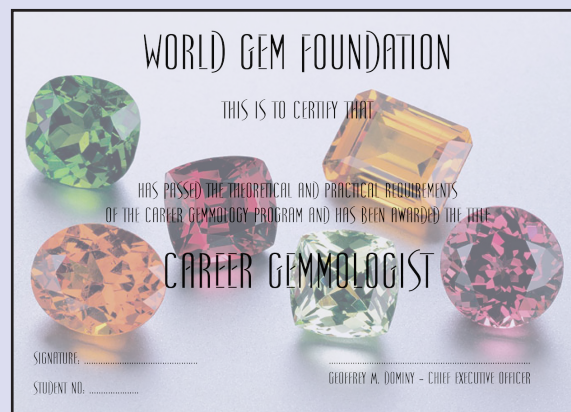 WORLD GEM FOUNDATION
THIS IS TO CERTIFY THAT
HAS PASSED THE THEORETICAL AND PRACTICAL REQUIREMENTS
OF THE CAREER GEMMOLOGY PROGRAM AND HAS BEEN AWARDED THE TITLE
CAREER GEMMOLOGIST
SIGNATURE: ..........................................
STUDENT NO: ...................
..........................................................................
GEOFFREY M. DOMINY - CHIEF EXECUTIVE OFFICER